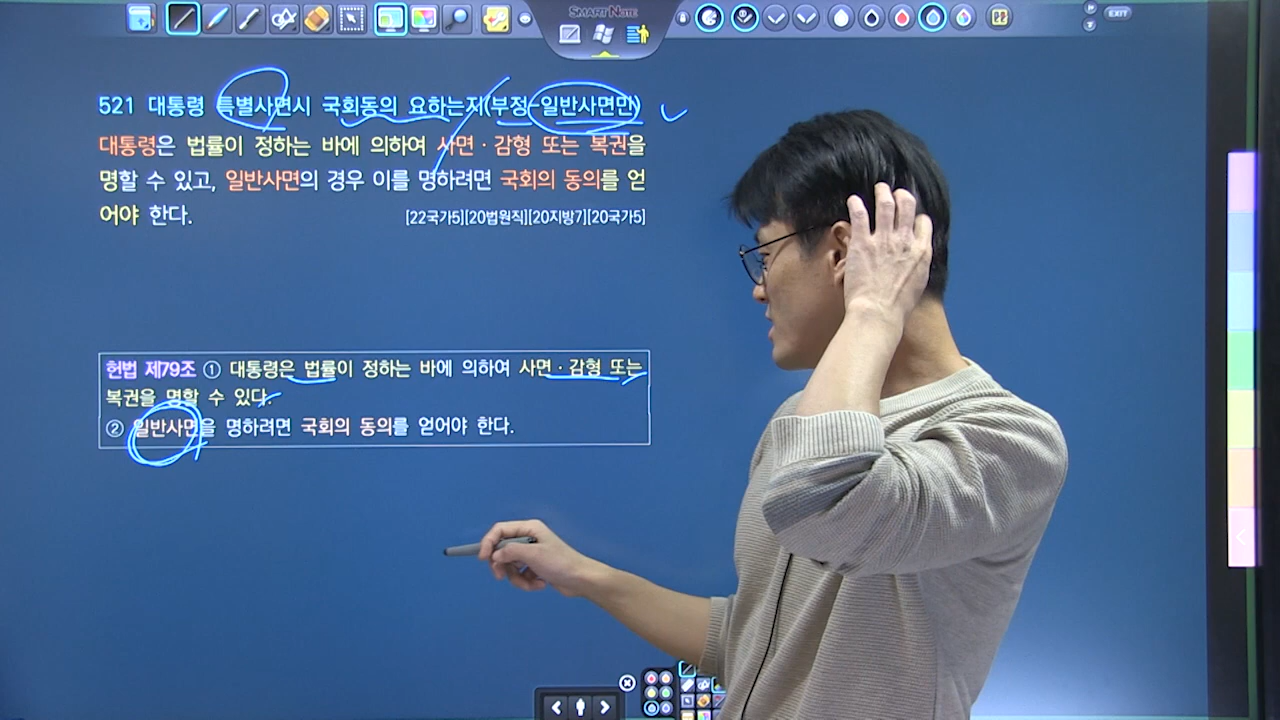 SMART NOTE
EXIT
521 대통령 특별사면시 국회동의 요하는지(부정-일반사면만)
대통령은 법률이 정하는 바에 의하여 사면·감형 또는 복권을
명할 수 있고, 일반사면의 경우 이를 명하려면 국회의 동의를 얻
어야 한다. [22국가5][20법원직][20지방7][20국가5]
헌법 제79조 ① 대통령은 법률이 정하는 바에 의하여 사면·감형 또는
복권을 명할 수 있다.
② 일반사면을 명하려면 국회의 동의를 얻어야 한다.